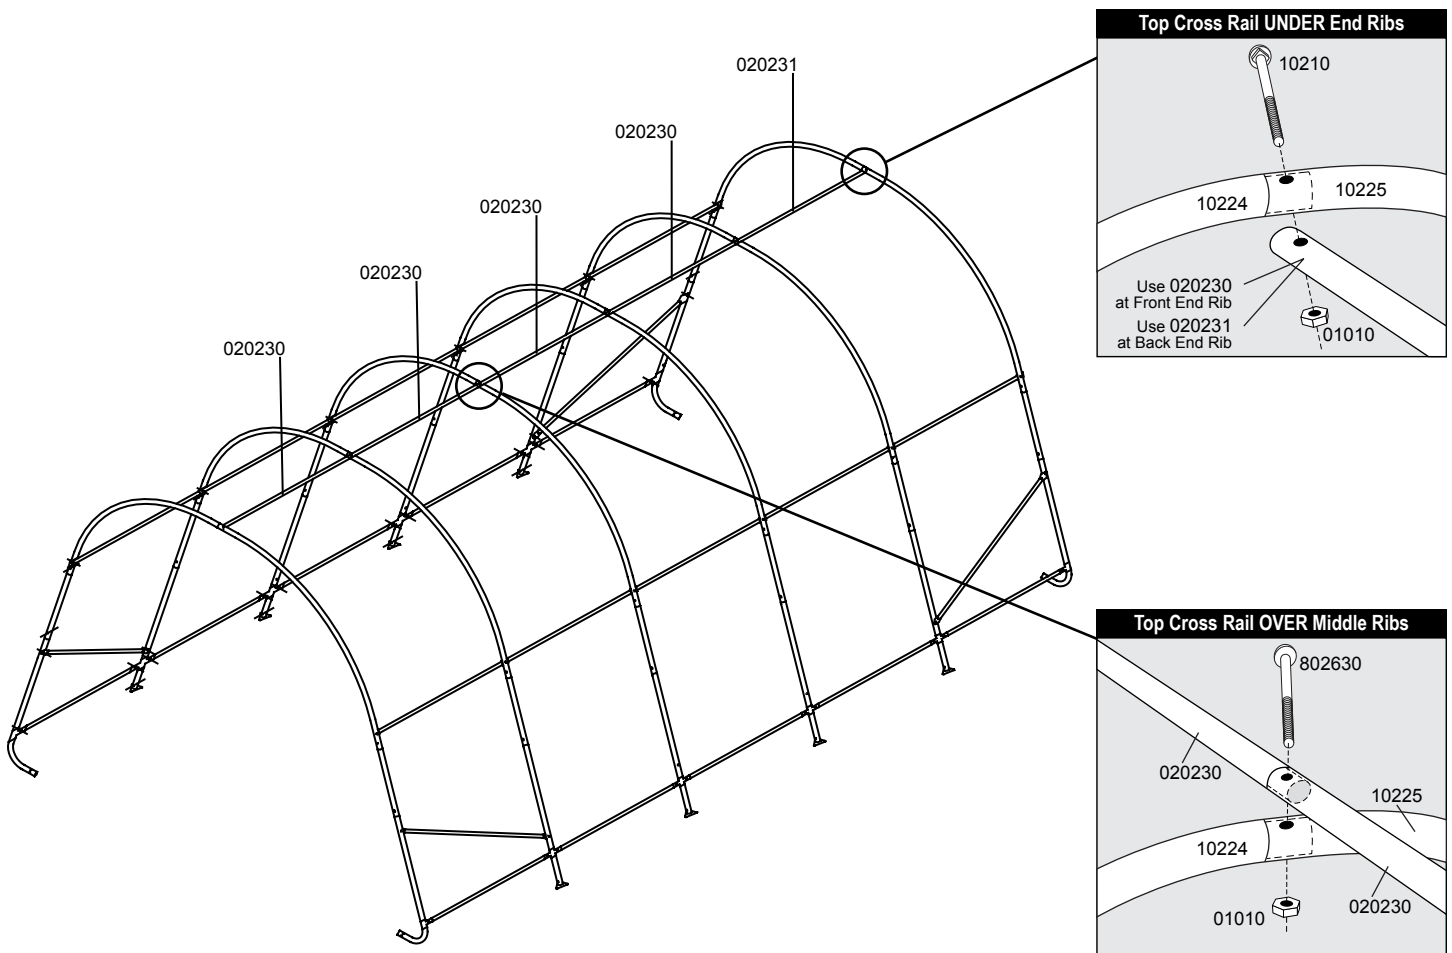 020231
020230
020230
020230
020230
Top Cross Rail UNDER End Ribs
10210
10224
10225
Use 020230
at Front End Rib
Use 020231
at Back End Rib
01010
Top Cross Rail OVER Middle Ribs
802630
020230
10225
10224
01010
020230